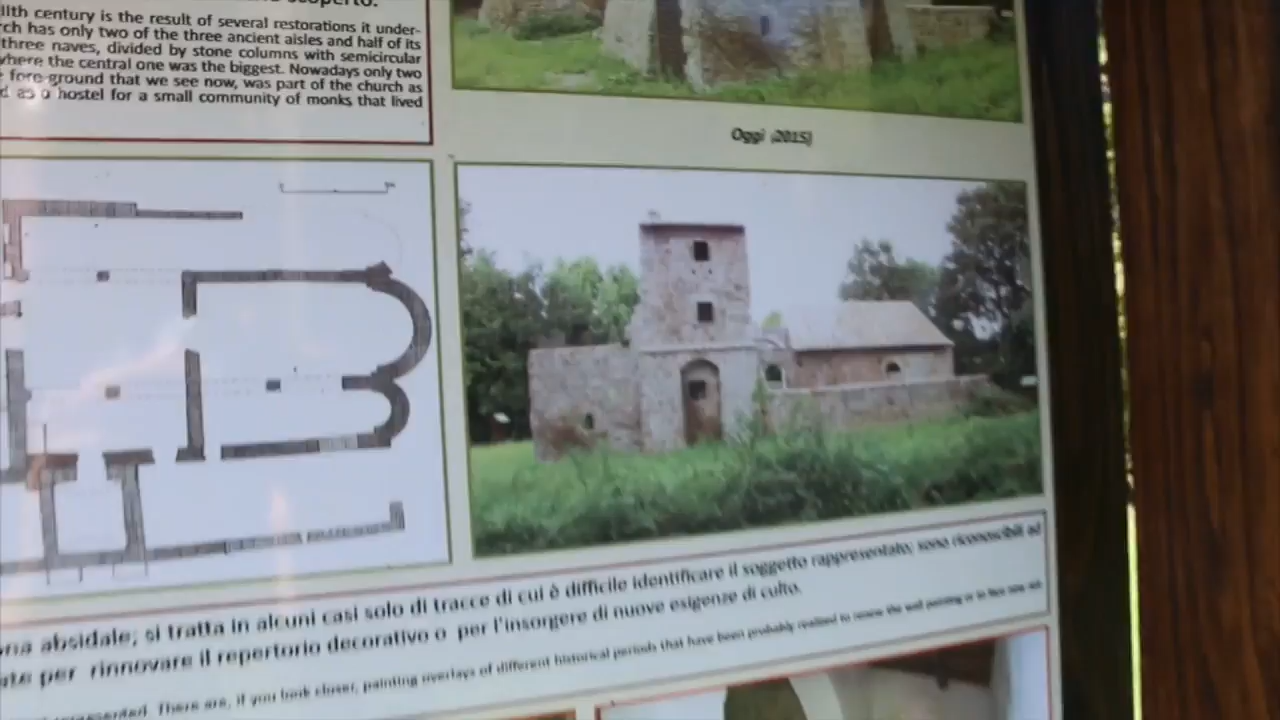 scoperto.
IIth century is the result of several restorations it under-
rch has only two of the three ancient aisles and half of its
three naves, divided by stone columns with semicircular
where the central one was the biggest. Nowadays only two
fore-ground that we see now, was part of the church as
d as a hostel for a small community of monks that lived
Oggi (2015)
ona absidale; si tratta in alcuni casi solo di tracce di cui è difficile identificare il soggetto rappresentato; sono riconoscibili ad
ate per rinnovare il repertorio decorativo o per l'insorgere di nuove esigenze di culto.
represented. There are, if you look closer, painting overlays of different historical periods that have been probably realized to renew the wall painting or to face new